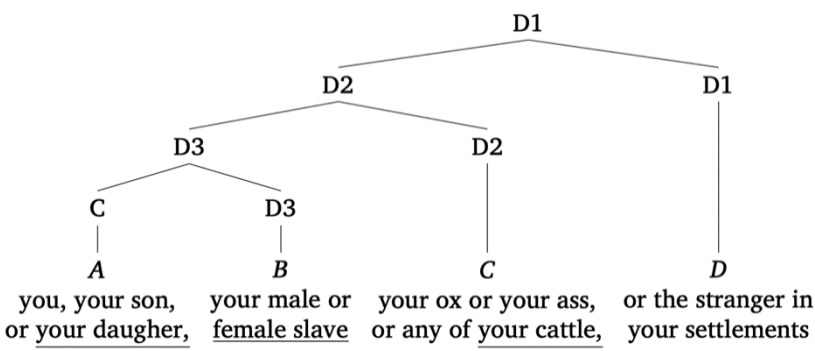 D1
D2 D1
D3 D2
C D3
A B C D
you, your son, your male or your ox or your ass, or the stranger in
or your daugher, female slave or any of your cattle, your settlements